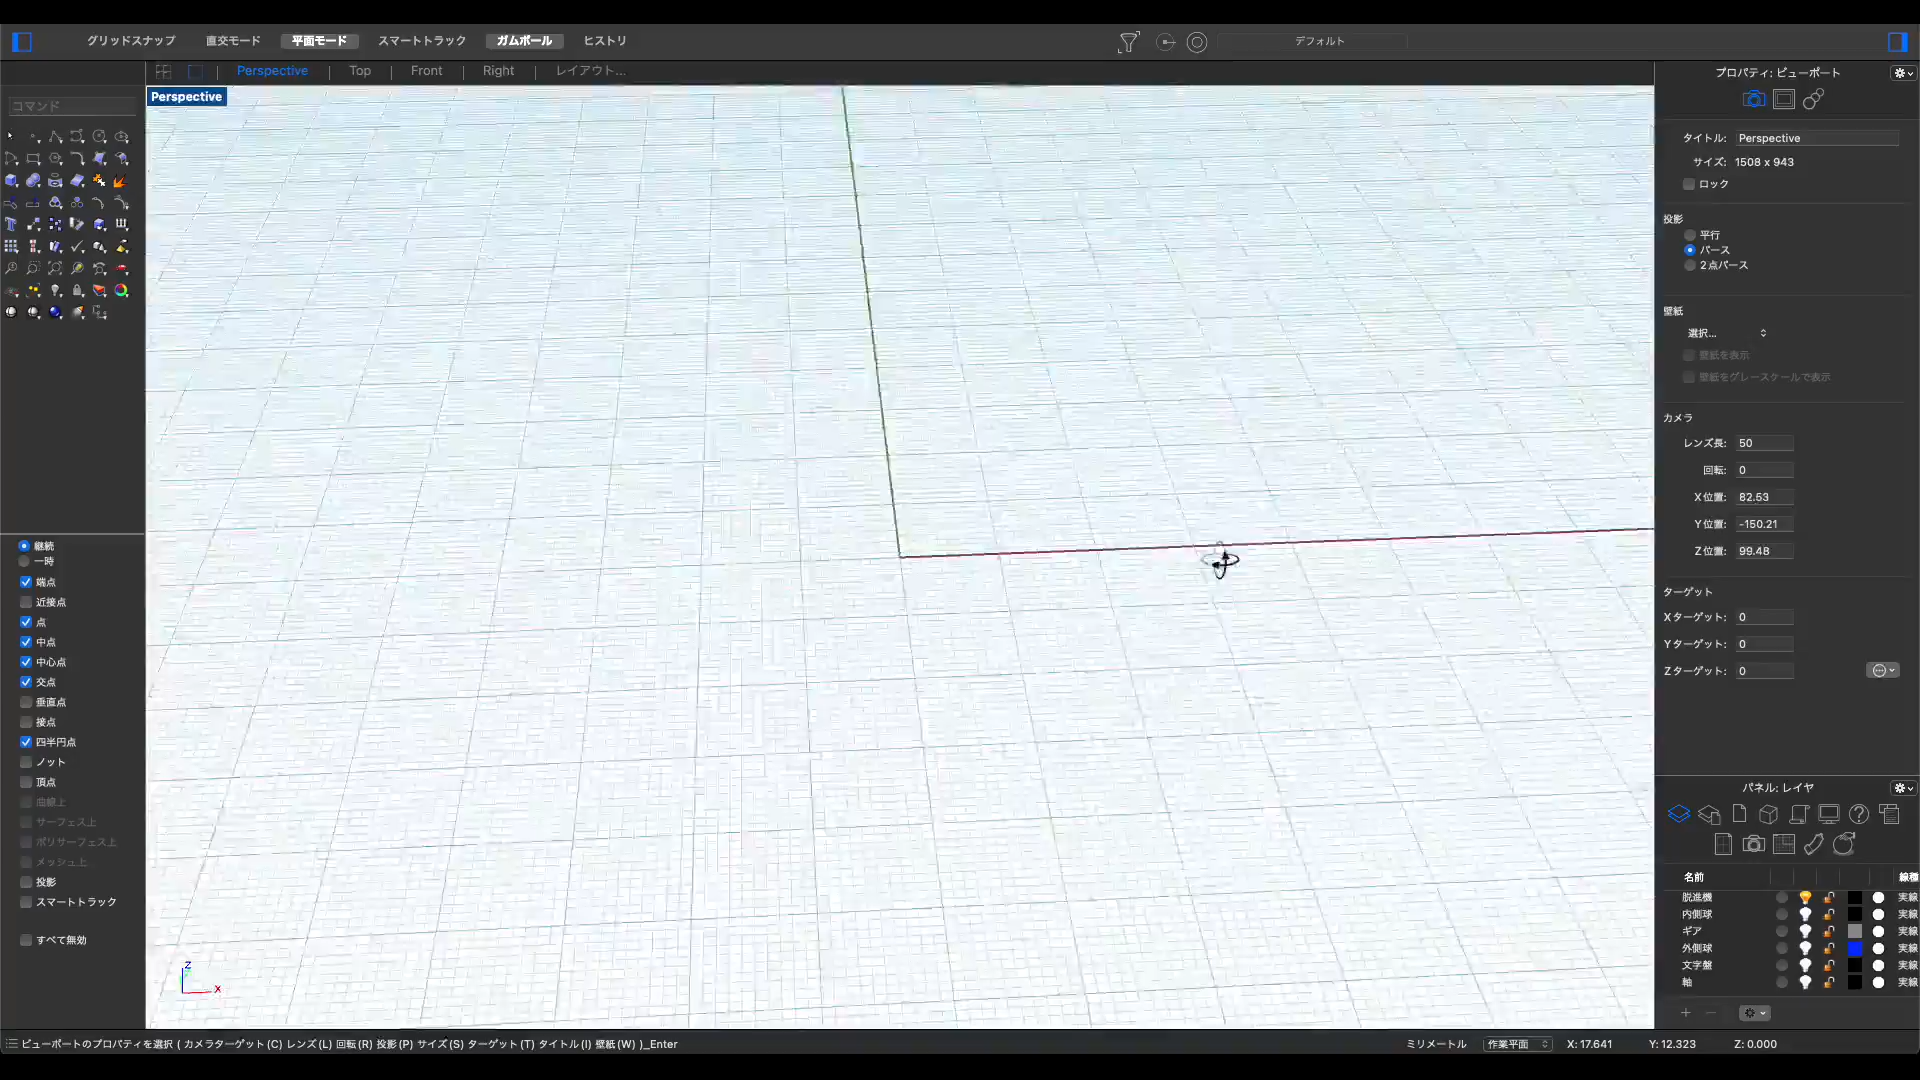 グリッドスナップ 直交モード 平面モード スマートトラック ガムボール ヒストリ デフォルト
Perspective Top Front Right レイアウト...
Perspective
コマンド
継続
一時
端点
近接点
点
中点
中心点
交点
垂直点
接点
四半円点
ノット
頂点
曲線上
サーフェス上
ポリサーフェス上
メッシュ上
投影
スマートトラック
すべて無効
z
x
プロパティ: ビューポート
タイトル: Perspective
サイズ: 1508 x 943
ロック
投影
平行
パース
2点パース
壁紙
選択...
壁紙を表示
壁紙をグレースケールで表示
カメラ
レンズ長: 50
回転: 0
X位置: 82.53
Y位置: -150.21
Z位置: 99.48
ターゲット
Xターゲット: 0
Yターゲット: 0
Zターゲット: 0
パネル: レイヤ
名前 線種
脱進機 実線
内側球 実線
ギア 実線
外側球 実線
文字盤 実線
軸 実線
ビューポートのプロパティを選択 ( カメラターゲット(C) レンズ(L) 回転(R) 投影(P) サイズ(S) ターゲット(T) タイトル(I) 壁紙(W) )_Enter ミリメートル 作業平面 X: 17.641 Y: 12.323 Z: 0.000